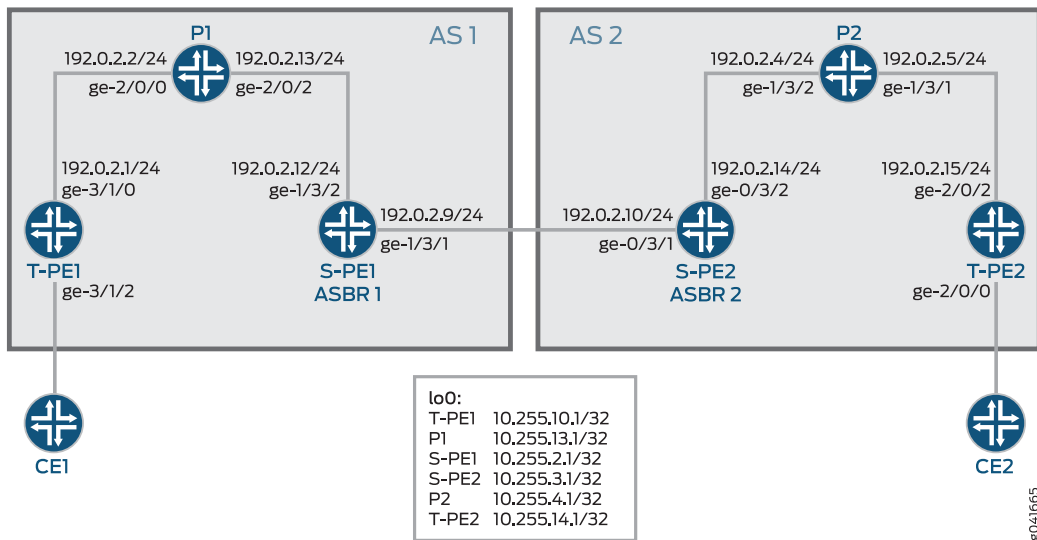 AS 1
P1
192.0.2.2/24
192.0.2.13/24
ge-2/0/0
ge-2/0/2
192.0.2.1/24
ge-3/1/0
192.0.2.12/24
ge-1/3/2
192.0.2.9/24
ge-1/3/1
T-PE1
ge-3/1/2
S-PE1
ASBR 1
CE1
AS 2
P2
192.0.2.4/24
192.0.2.5/24
ge-1/3/2
ge-1/3/1
192.0.2.14/24
ge-0/3/2
192.0.2.15/24
ge-2/0/2
192.0.2.10/24
ge-0/3/1
S-PE2
ASBR 2
T-PE2
ge-2/0/0
CE2
lo0:
T-PE1 10.255.10.1/32
P1 10.255.13.1/32
S-PE1 10.255.2.1/32
S-PE2 10.255.3.1/32
P2 10.255.4.1/32
T-PE2 10.255.14.1/32
g041665